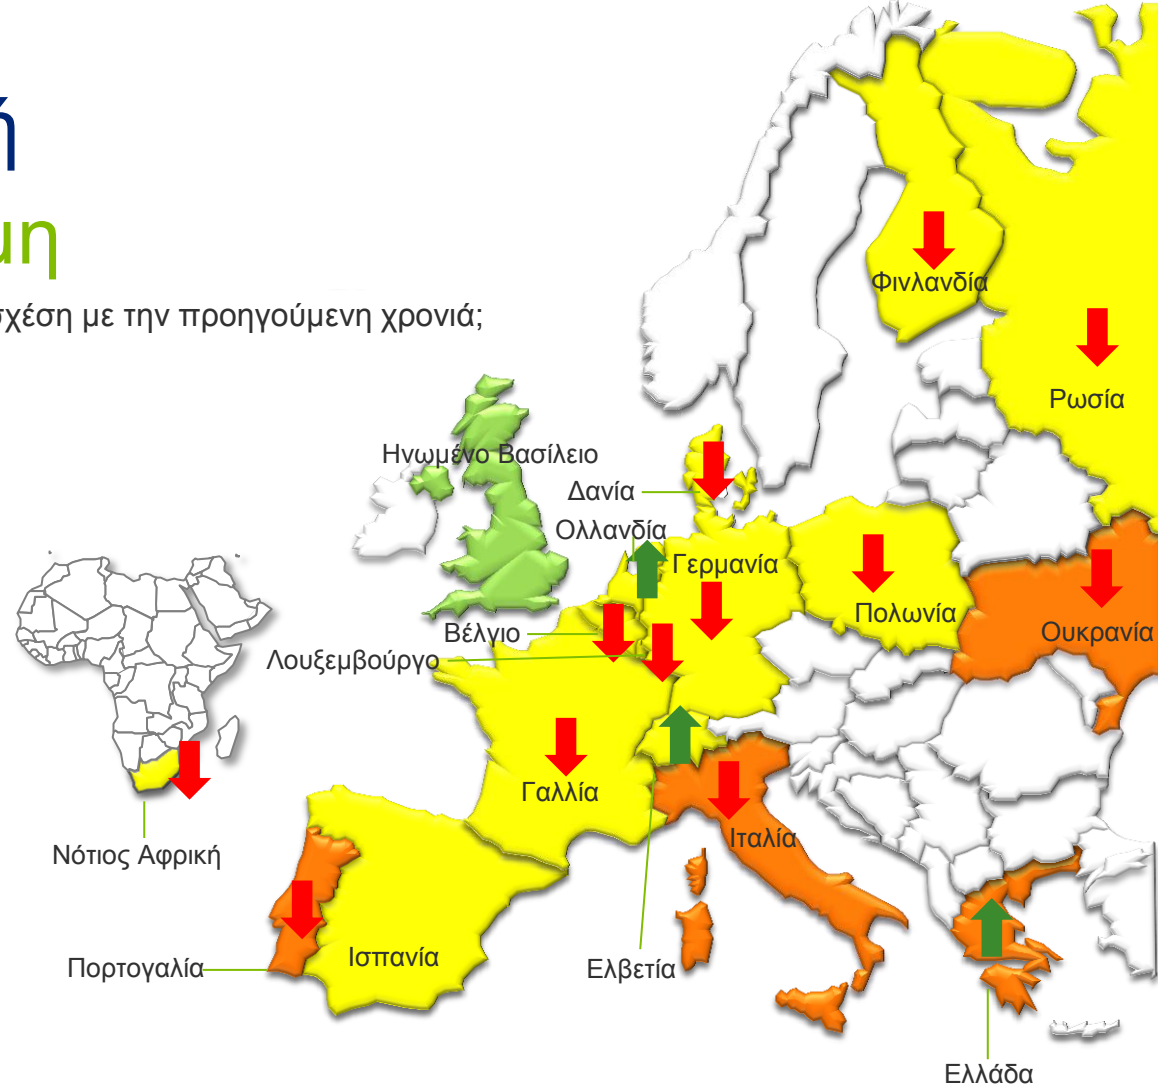 ή
μη
σχέση με την προηγούμενη χρονιά;
Φινλανδία
Ρωσία
Ηνωμένο Βασίλειο
Δανία
Ολλανδία
Γερμανία
Πολωνία
Ουκρανία
Βέλγιο
Λουξεμβούργο
Γαλλία
Ιταλία
Νότιος Αφρική
Ισπανία
Πορτογαλία
Ελβετία
Ελλάδα